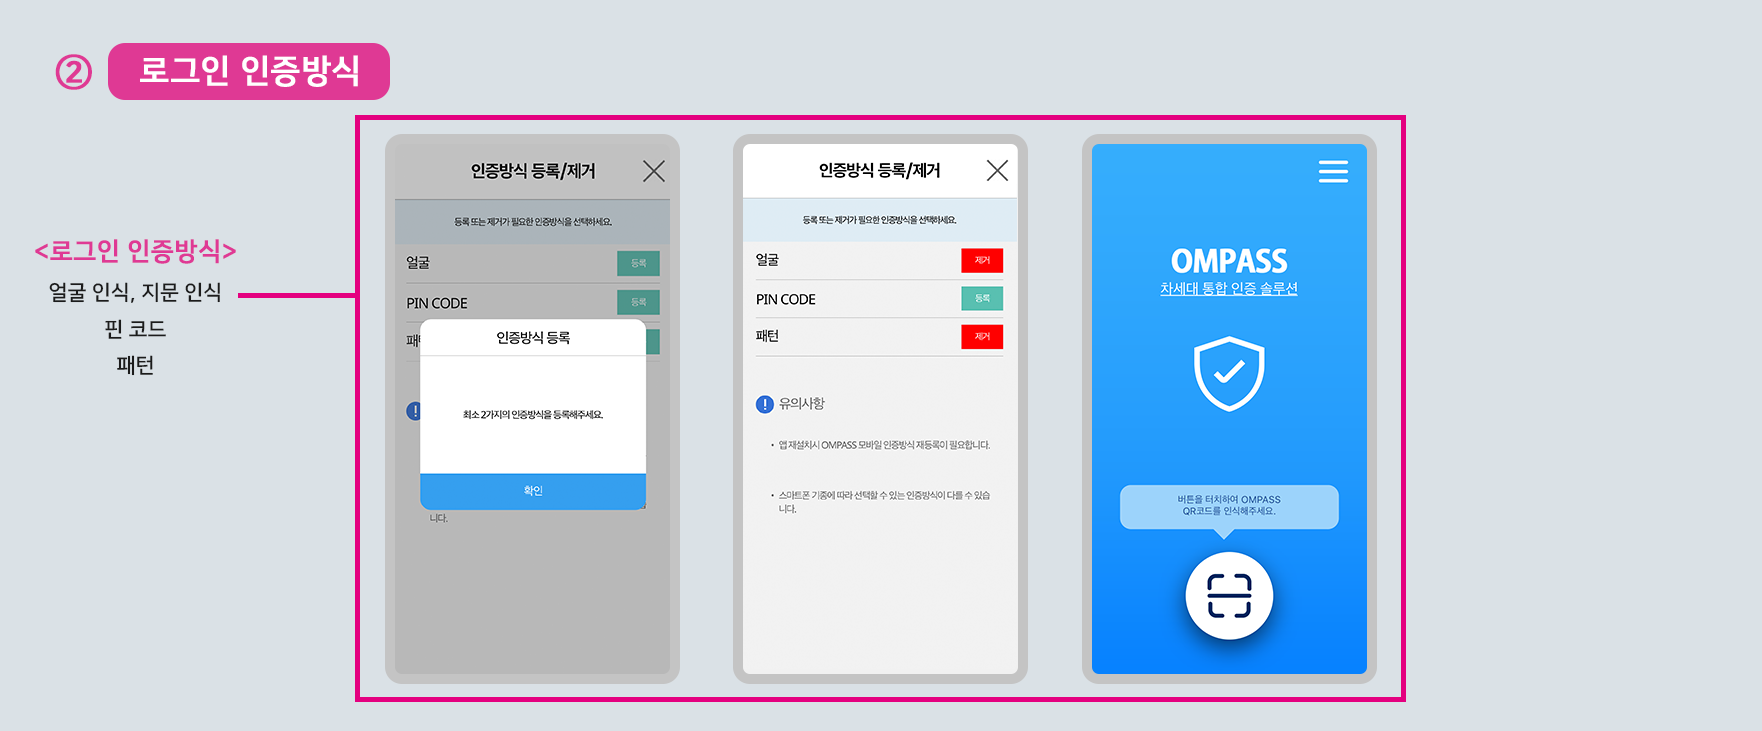 ② 로그인 인증방식
<로그인 인증방식>
얼굴 인식, 지문 인식
핀 코드
패턴
인증방식 등록/제거
등록 또는 제거가 필요한 인증방식을 선택하세요.
얼굴 등록
PIN CODE 등록
패
인증방식 등록
최소 2가지의 인증방식을 등록해주세요.
확인
니다.
인증방식 등록/제거
등록 또는 제거가 필요한 인증방식을 선택하세요.
얼굴 제거
PIN CODE 등록
패턴 제거
! 유의사항
• 앱 재설치시 OMPASS 모바일 인증방식 재등록이 필요합니다.
• 스마트폰 기종에 따라 선택할 수 있는 인증방식이 다를 수 있습
니다.
OMPASS
차세대 통합 인증 솔루션
버튼을 터치하여 OMPASS
QR코드를 인식해주세요.